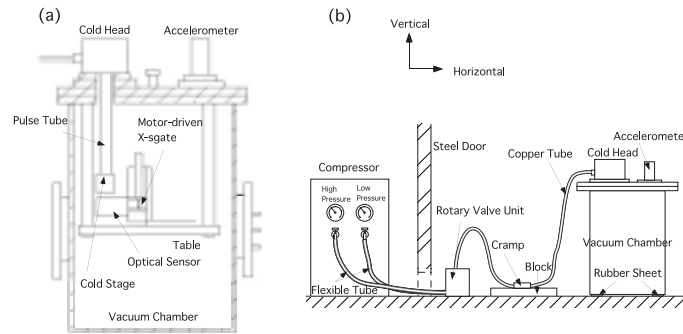 (a)
Cold Head
Accelerometer
Pulse Tube
Motor-driven
X-sgate
Table
Optical Sensor
Cold Stage
Vacuum Chamber
(b)
Vertical
Horizontal
Steel Door
Copper Tube
Cold Head
Accelerometer
Compressor
High
Pressure
Low
Pressure
Rotary Valve Unit
Cramp
Block
Vacuum Chamber
Flexible Tube
Rubber Sheet